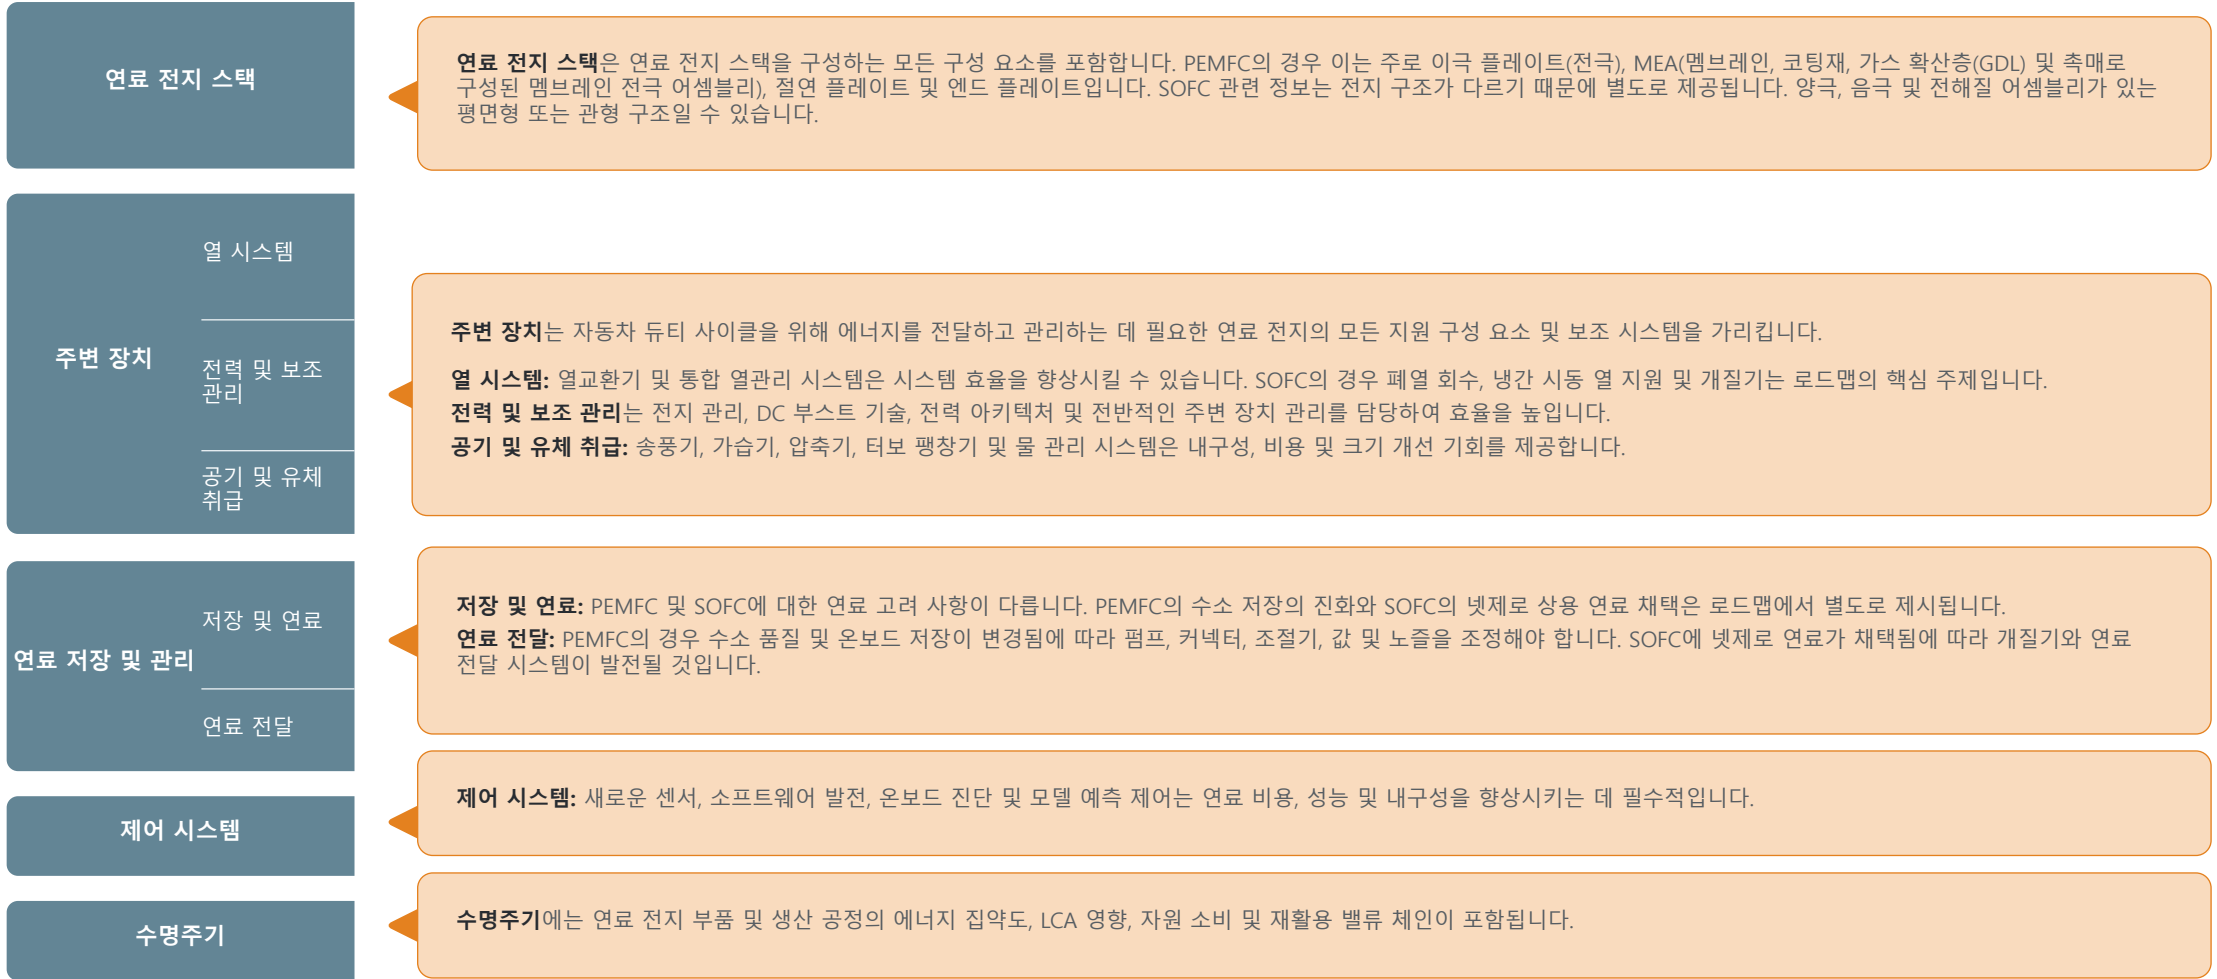 연료 전지 스택
연료 전지 스택은 연료 전지 스택을 구성하는 모든 구성 요소를 포함합니다. PEMFC의 경우 이는 주로 이극 플레이트(전극), MEA(멤브레인, 코팅재, 가스 확산층(GDL) 및 촉매로
구성된 멤브레인 전극 어셈블리), 절연 플레이트 및 엔드 플레이트입니다. SOFC 관련 정보는 전지 구조가 다르기 때문에 별도로 제공됩니다. 양극, 음극 및 전해질 어셈블리가 있는
평면형 또는 관형 구조일 수 있습니다.
주변 장치
열 시스템
전력 및 보조
관리
공기 및 유체
취급
주변 장치는 자동차 듀티 사이클을 위해 에너지를 전달하고 관리하는 데 필요한 연료 전지의 모든 지원 구성 요소 및 보조 시스템을 가리킵니다.
열 시스템: 열교환기 및 통합 열관리 시스템은 시스템 효율을 향상시킬 수 있습니다. SOFC의 경우 폐열 회수, 냉간 시동 열 지원 및 개질기는 로드맵의 핵심 주제입니다.
전력 및 보조 관리는 전지 관리, DC 부스트 기술, 전력 아키텍처 및 전반적인 주변 장치 관리를 담당하여 효율을 높입니다.
공기 및 유체 취급: 송풍기, 가습기, 압축기, 터보 팽창기 및 물 관리 시스템은 내구성, 비용 및 크기 개선 기회를 제공합니다.
연료 저장 및 관리
저장 및 연료
연료 전달
저장 및 연료: PEMFC 및 SOFC에 대한 연료 고려 사항이 다릅니다. PEMFC의 수소 저장의 진화와 SOFC의 넷제로 상용 연료 채택은 로드맵에서 별도로 제시됩니다.
연료 전달: PEMFC의 경우 수소 품질 및 온보드 저장이 변경됨에 따라 펌프, 커넥터, 조절기, 값 및 노즐을 조정해야 합니다. SOFC에 넷제로 연료가 채택됨에 따라 개질기와 연료
전달 시스템이 발전될 것입니다.
제어 시스템
제어 시스템: 새로운 센서, 소프트웨어 발전, 온보드 진단 및 모델 예측 제어는 연료 비용, 성능 및 내구성을 향상시키는 데 필수적입니다.
수명주기
수명주기에는 연료 전지 부품 및 생산 공정의 에너지 집약도, LCA 영향, 자원 소비 및 재활용 밸류 체인이 포함됩니다.